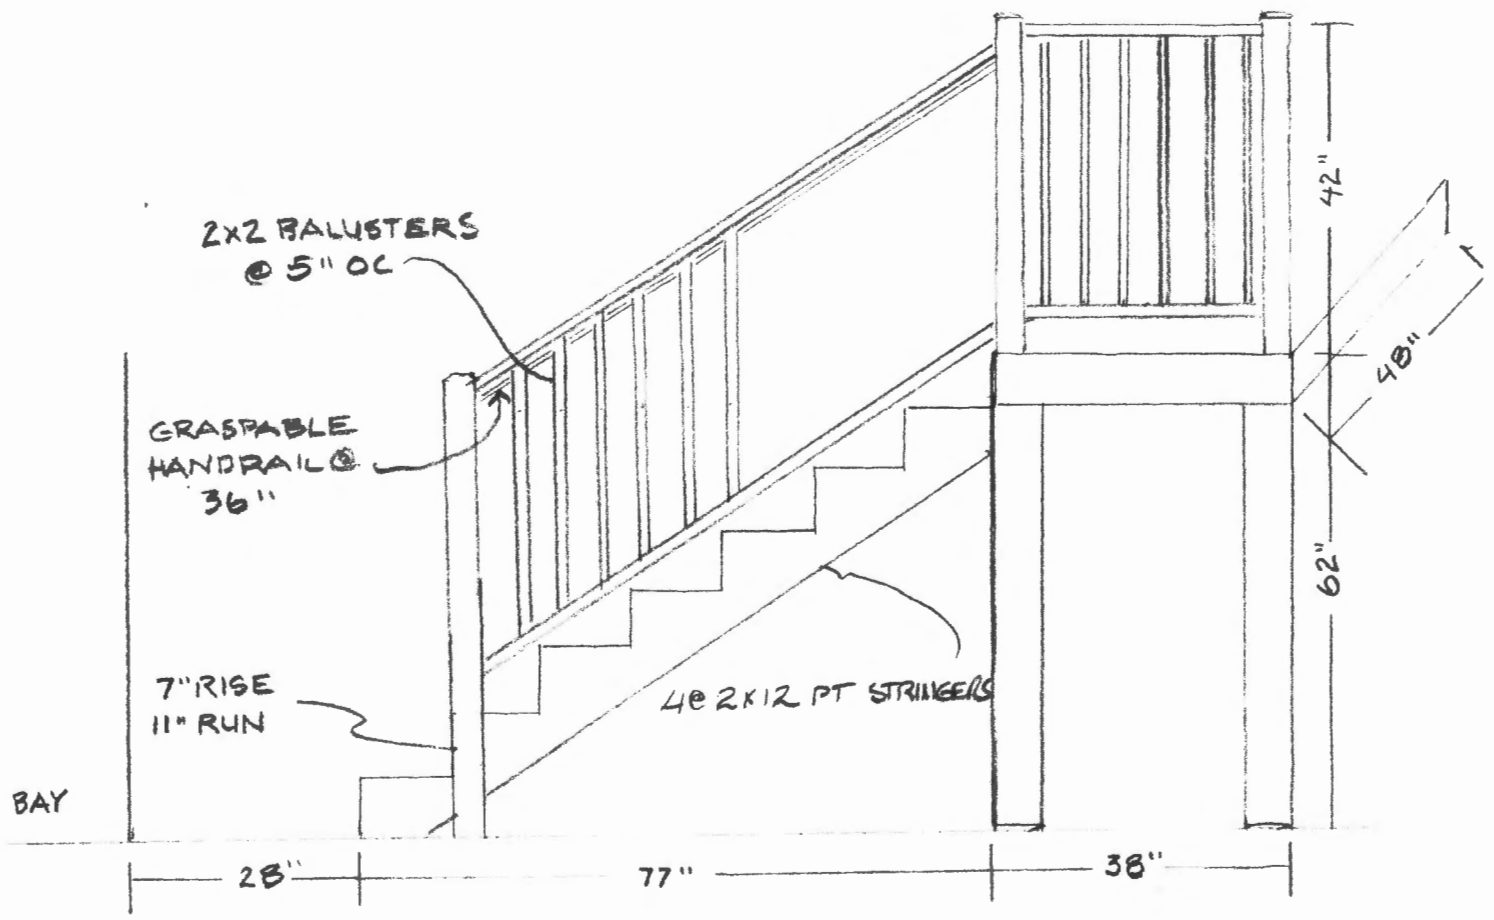 2x2 BALUSTERS
@ 5" OC
GRASPABLE
HANDRAIL @
36"
7" RISE
11" RUN
4@ 2x12 PT STRINGERS
BAY
28"
77"
38"
42"
48"
62"